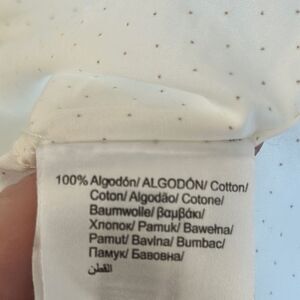 100% Algodón/ ALGODÓN/ Cotton/
Coton/ Algodão/ Cotone/
Baumwolle/ βαμβάκι/
Хлопок/ Pamuk/ Bawełna/
Pamut/ Bavlna/ Bumbac/
Памук/ Бавовна/
القطن